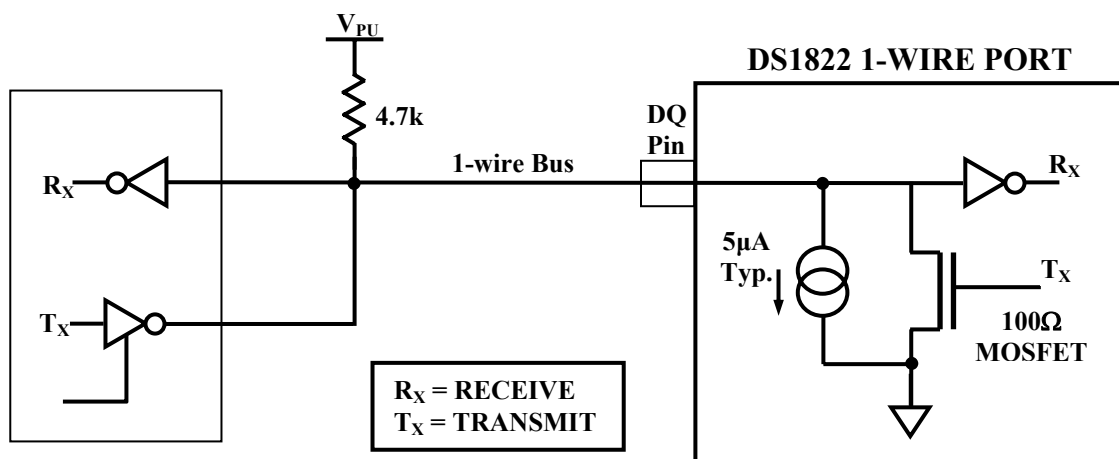 V_PU
DS1822 1-WIRE PORT
4.7k
DQ
Pin
1-wire Bus
R_X
R_X
5µA
Typ.
T_X
T_X
100Ω
MOSFET
R_X = RECEIVE
T_X = TRANSMIT